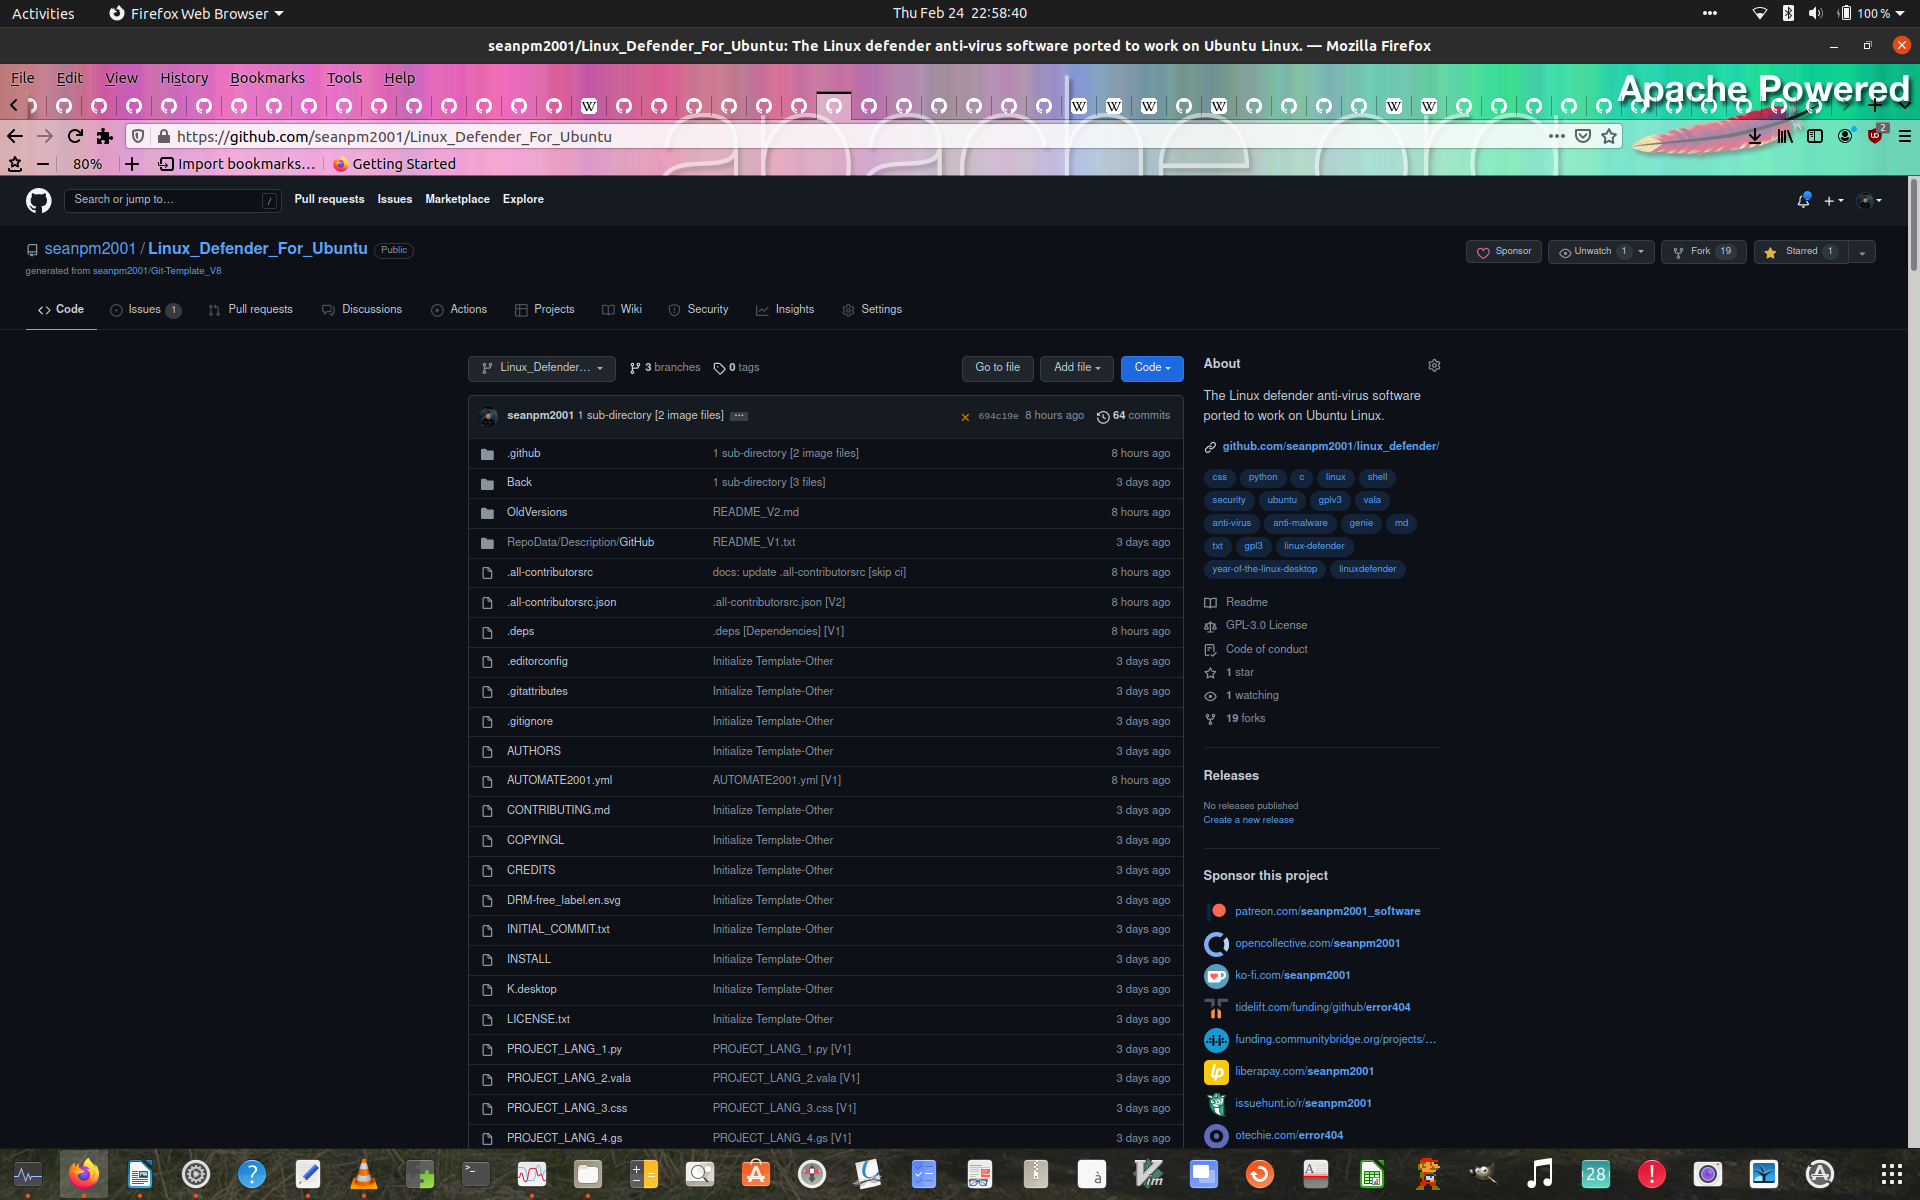 Activities Firefox Web Browser Thu Feb 24 22:58:40 100 %
seanpm2001/Linux_Defender_For_Ubuntu: The Linux defender anti-virus software ported to work on Ubuntu Linux. — Mozilla Firefox
File Edit View History Bookmarks Tools Help
Apache Powered
https://github.com/seanpm2001/Linux_Defender_For_Ubuntu
80% Import bookmarks... Getting Started
apache.org
Search or jump to... / Pull requests Issues Marketplace Explore
seanpm2001 / Linux_Defender_For_Ubuntu Public
Sponsor Unwatch 1 Fork 19 Starred 1
generated from seanpm2001/Git-Template_V8
Code Issues 1 Pull requests Discussions Actions Projects Wiki Security Insights Settings
Linux_Defender... 3 branches 0 tags Go to file Add file Code
seanpm2001 1 sub-directory [2 image files] ... 694c19e 8 hours ago 64 commits
.github 1 sub-directory [2 image files] 8 hours ago
Back 1 sub-directory [3 files] 3 days ago
OldVersions README_V2.md 8 hours ago
RepoData/Description/GitHub README_V1.txt 3 days ago
.all-contributorsrc docs: update .all-contributorsrc [skip ci] 8 hours ago
.all-contributorsrc.json .all-contributorsrc.json [V2] 8 hours ago
.deps .deps [Dependencies] [V1] 8 hours ago
.editorconfig Initialize Template-Other 3 days ago
.gitattributes Initialize Template-Other 3 days ago
.gitignore Initialize Template-Other 3 days ago
AUTHORS Initialize Template-Other 3 days ago
AUTOMATE2001.yml AUTOMATE2001.yml [V1] 8 hours ago
CONTRIBUTING.md Initialize Template-Other 3 days ago
COPYINGL Initialize Template-Other 3 days ago
CREDITS Initialize Template-Other 3 days ago
DRM-free_label.en.svg Initialize Template-Other 3 days ago
INITIAL_COMMIT.txt Initialize Template-Other 3 days ago
INSTALL Initialize Template-Other 3 days ago
K.desktop Initialize Template-Other 3 days ago
LICENSE.txt Initialize Template-Other 3 days ago
PROJECT_LANG_1.py PROJECT_LANG_1.py [V1] 3 days ago
PROJECT_LANG_2.vala PROJECT_LANG_2.vala [V1] 3 days ago
PROJECT_LANG_3.css PROJECT_LANG_3.css [V1] 3 days ago
PROJECT_LANG_4.gs PROJECT_LANG_4.gs [V1] 3 days ago
About
The Linux defender anti-virus software
ported to work on Ubuntu Linux.
github.com/seanpm2001/linux_defender/
css python c linux shell
security ubuntu gplv3 vala
anti-virus anti-malware genie md
txt gpl3 linux-defender
year-of-the-linux-desktop linuxdefender
Readme
GPL-3.0 License
Code of conduct
1 star
1 watching
19 forks
Releases
No releases published
Create a new release
Sponsor this project
patreon.com/seanpm2001_software
opencollective.com/seanpm2001
ko-fi.com/seanpm2001
tidelift.com/funding/github/error404
funding.communitybridge.org/projects/...
liberapay.com/seanpm2001
issuehunt.io/r/seanpm2001
otechie.com/error404
28